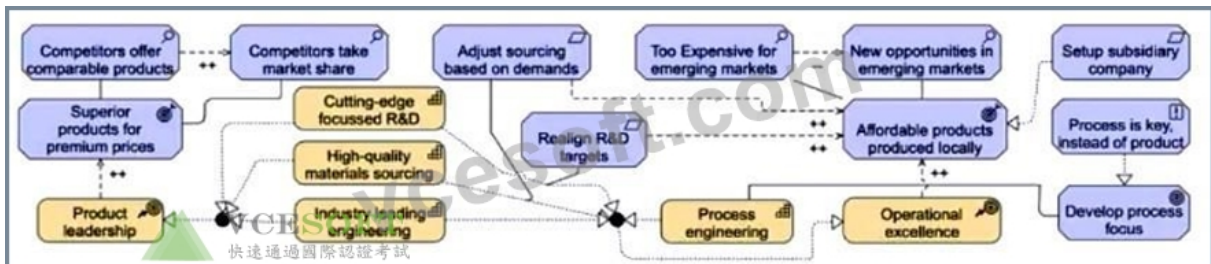 Competitors offer
comparable products
Competitors take
market share
Adjust sourcing
based on demands
Too Expensive for
emerging markets
New opportunities in
emerging markets
Setup subsidiary
company
++
Superior
products for
premium prices
Cutting-edge
focussed R&D
Realign R&D
targets
++
++
Affordable products
produced locally
Process is key,
instead of product
High-quality
materials sourcing
++
++
Product
leadership
Industry leading
engineering
Process
engineering
Operational
excellence
Develop process
focus
vcesoft.com
VCESOFT
快速通過國際認證考試